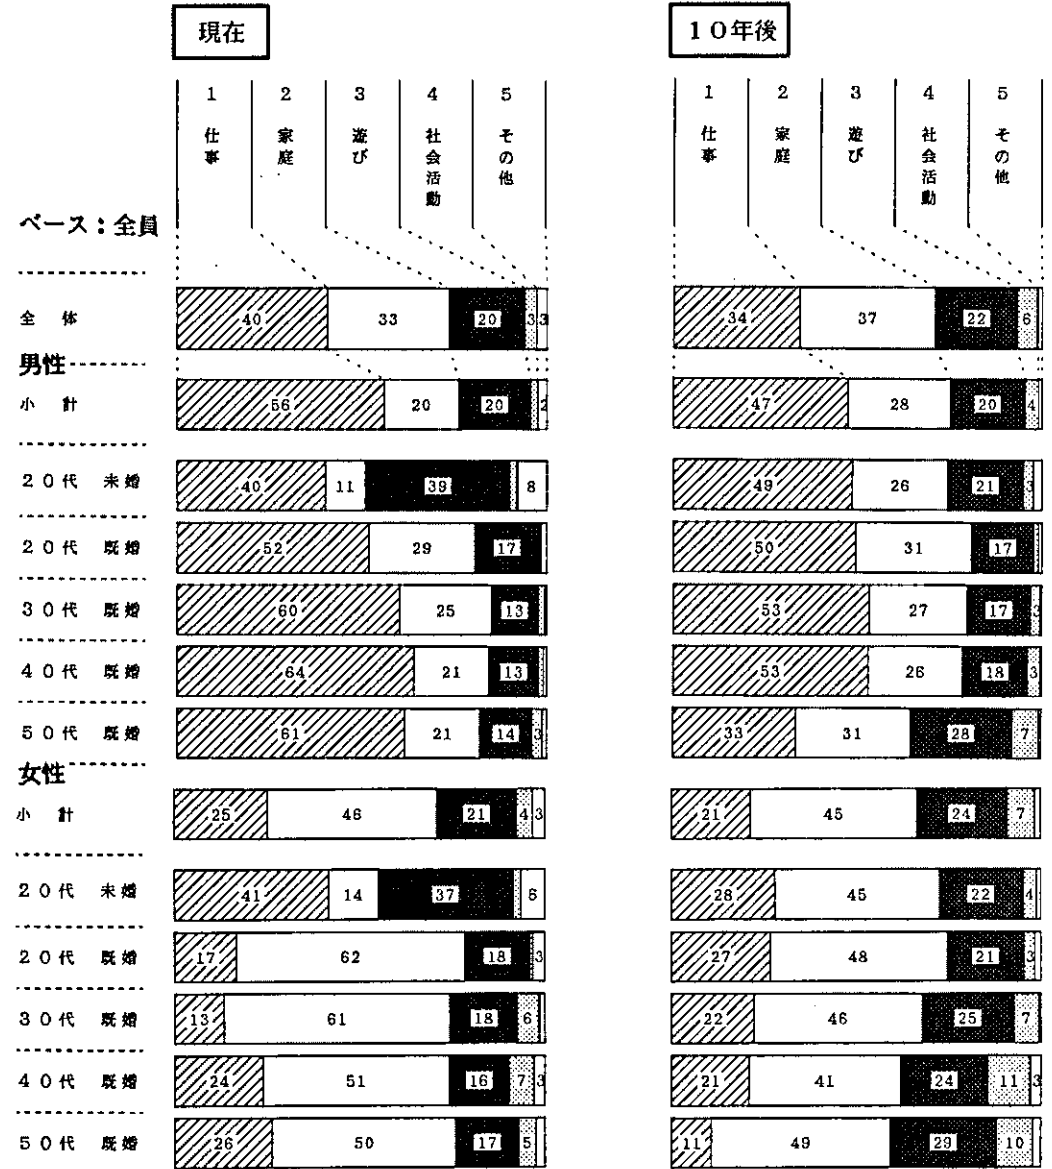 現在 10年後
1 2 3 4 5 1 2 3 4 5
仕事 家庭 遊び 社会活動 その他 仕事 家庭 遊び 社会活動 その他
ベース:全員
全体 40 33 20 3 3 34 37 22 6
男性
小計 56 20 20 2 47 28 20 4
20代 未婚 40 11 39 8 49 26 21 3
20代 既婚 52 29 17 50 31 17
30代 既婚 60 25 13 53 27 17 3
40代 既婚 64 21 13 53 26 18 3
50代 既婚 61 21 14 3 33 31 28 7
女性
小計 25 46 21 4 3 21 45 24 7
20代 未婚 41 14 37 6 28 45 22 4
20代 既婚 17 62 18 3 27 48 21 3
30代 既婚 13 61 18 6 22 46 25 7
40代 既婚 24 51 16 7 3 21 41 24 11 3
50代 既婚 26 50 17 5 11 49 29 10